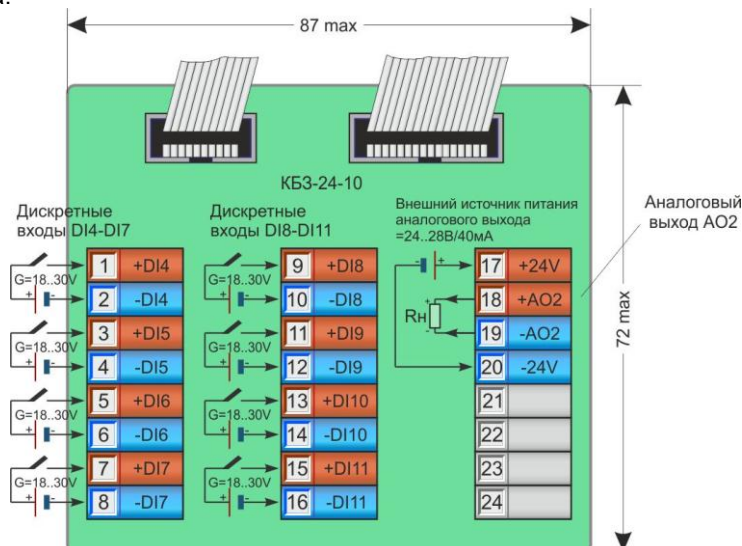 а.
87 max
КБЗ-24-10
Дискретные
входы DI4-DI7
Дискретные
входы DI8-DI11
Внешний источник питания
аналогового выхода
=24..28В/40мА
Аналоговый
выход АО2
72 max
1 +DI4
G=18..30V
+ -
2 -DI4
3 +DI5
G=18..30V
+ -
4 -DI5
5 +DI6
G=18..30V
+ -
6 -DI6
7 +DI7
G=18..30V
+ -
8 -DI7
9 +DI8
G=18..30V
+ -
10 -DI8
11 +DI9
G=18..30V
+ -
12 -DI9
13 +DI10
G=18..30V
+ -
14 -DI10
15 +DI11
G=18..30V
+ -
16 -DI11
- + 17 +24V
+ 18 +AO2
Rн
- 19 -AO2
20 -24V
21
22
23
24